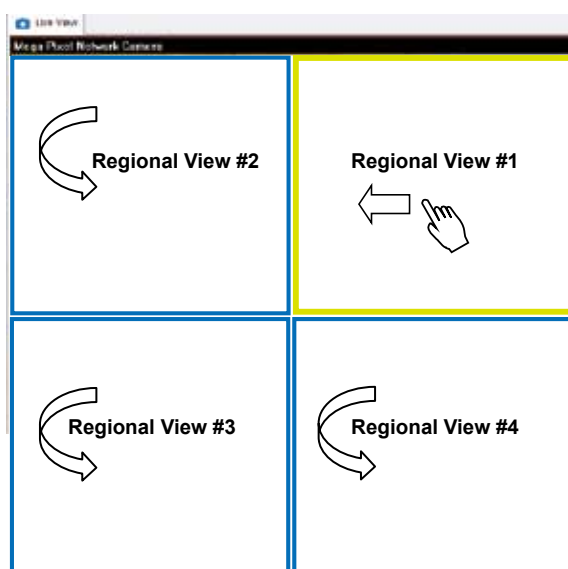 Live View
Mega Pixel Network Camera
Regional View #2
Regional View #1
Regional View #3
Regional View #4